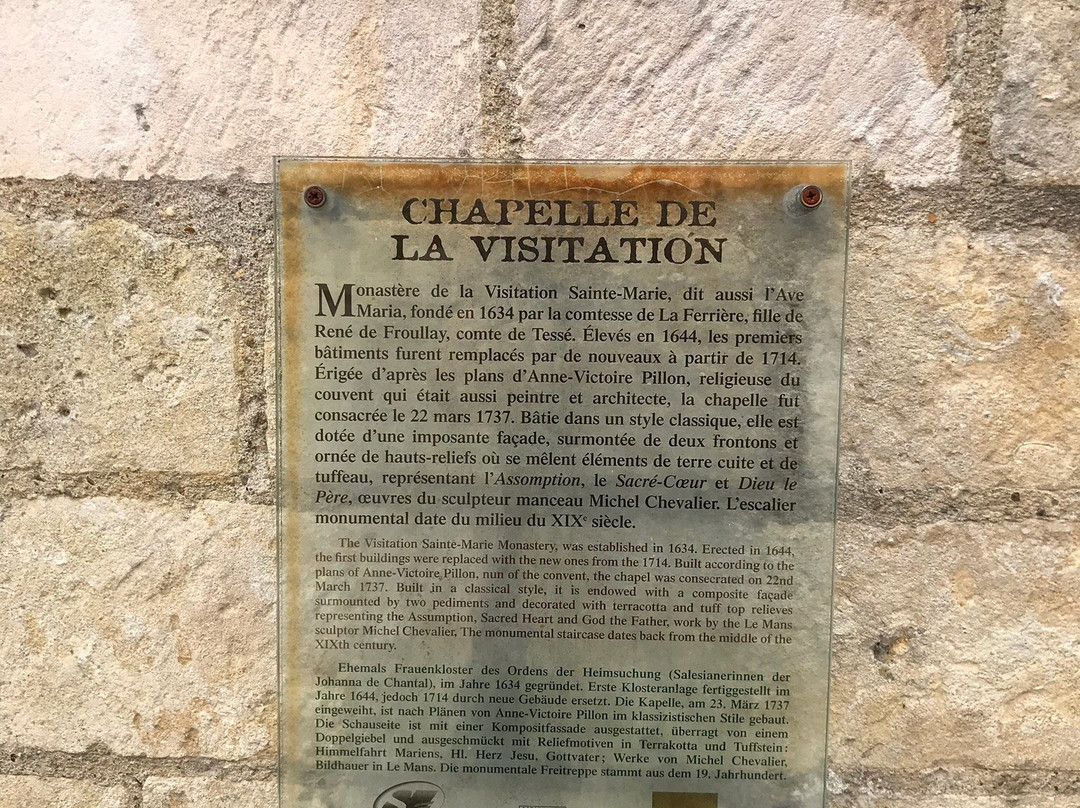 CHAPELLE DE
LA VISITATION
Monastère de la Visitation Sainte-Marie, dit aussi l'Ave
Maria, fondé en 1634 par la comtesse de La Ferrière, fille de
René de Froullay, comte de Tessé. Élevés en 1644, les premiers
bâtiments furent remplacés par de nouveaux à partir de 1714.
Érigée d'après les plans d'Anne-Victoire Pillon, religieuse du
couvent qui était aussi peintre et architecte, la chapelle fut
consacrée le 22 mars 1737. Bâtie dans un style classique, elle est
dotée d'une imposante façade, surmontée de deux frontons et
ornée de hauts-reliefs où se mêlent éléments de terre cuite et de
tuffeau, représentant l'Assomption, le Sacré-Cœur et Dieu le
Père, œuvres du sculpteur manceau Michel Chevalier. L'escalier
monumental date du milieu du XIXe siècle.
The Visitation Sainte-Marie Monastery, was established in 1634. Erected in 1644,
the first buildings were replaced with the new ones from the 1714. Built according to the
plans of Anne-Victoire Pillon, nun of the convent, the chapel was consecrated on 22nd
March 1737. Built in a classical style, it is endowed with a composite façade
surmounted by two pediments and decorated with terracotta and tuff top relieves
representing the Assumption, Sacred Heart and God the Father, work by the Le Mans
sculptor Michel Chevalier. The monumental staircase dates back from the middle of the
XIXth century.
Ehemals Frauenkloster des Ordens der Heimsuchung (Salesianerinnen der
Johanna de Chantal), im Jahre 1634 gegründet. Erste Klosteranlage fertiggestellt im
Jahre 1644, jedoch 1714 durch neue Gebäude ersetzt. Die Kapelle, am 23. März 1737
eingeweiht, ist nach Plänen von Anne-Victoire Pillon im klassizistischen Stile gebaut.
Die Schauseite ist mit einer Kompositfassade ausgestattet, überragt von einem
Doppelgiebel und ausgeschmückt mit Reliefmotiven in Terrakotta und Tuffstein:
Himmelfahrt Mariens, Hl. Herz Jesu, Gottvater; Werke von Michel Chevalier,
Bildhauer in Le Mans. Die monumentale Freitreppe stammt aus dem 19. Jahrhundert.